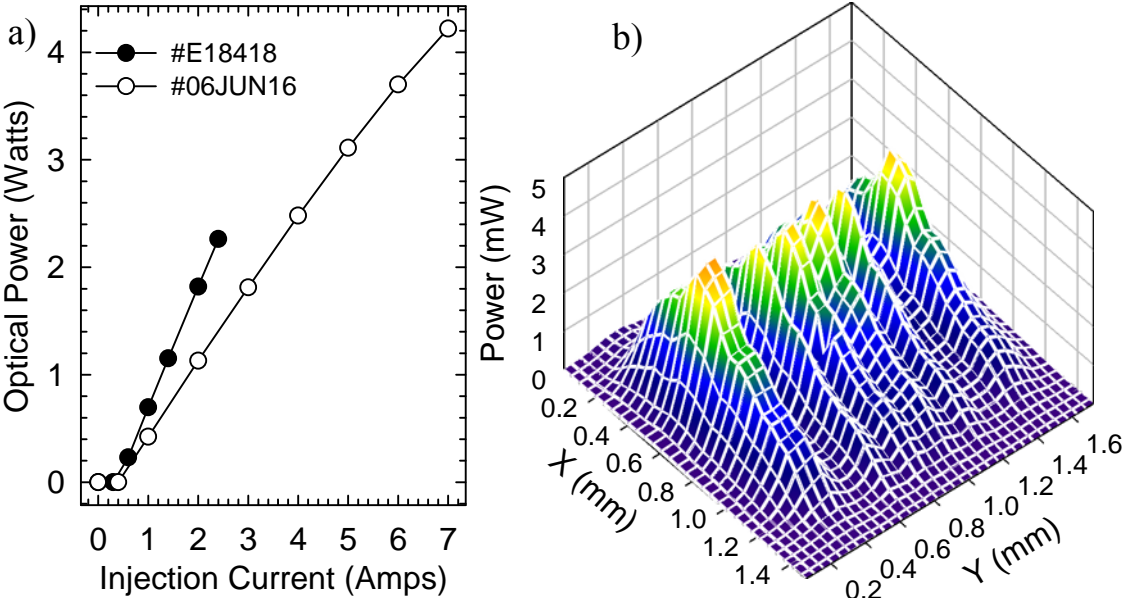 a)
#E18418
#06JUN16
Optical Power (Watts)
4
3
2
1
0
0 1 2 3 4 5 6 7
Injection Current (Amps)
b)
Power (mW)
5
4
3
2
1
0
0.2
0.4
0.6
0.8
1.0
1.2
1.4
X (mm)
0.2
0.4
0.6
0.8
1.0
1.2
1.4
1.6
Y (mm)